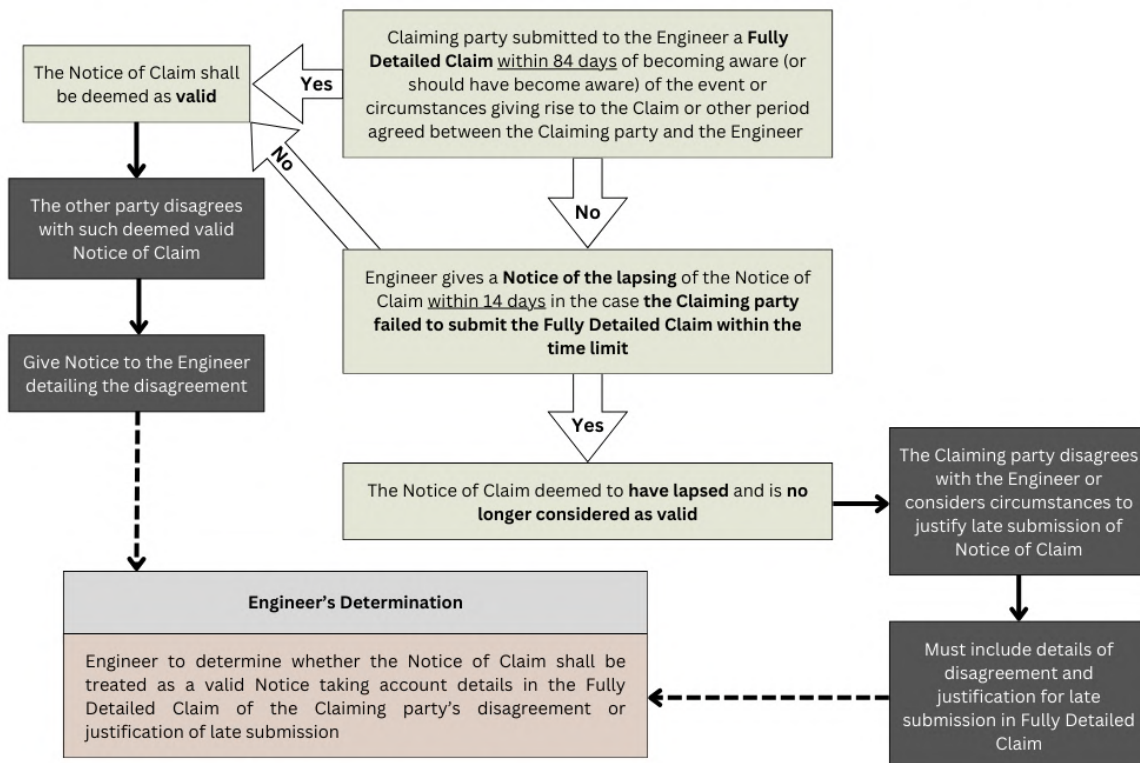 Claiming party submitted to the Engineer a Fully
Detailed Claim within 84 days of becoming aware (or
should have become aware) of the event or
circumstances giving rise to the Claim or other period
agreed between the Claiming party and the Engineer
Yes
The Notice of Claim shall
be deemed as valid
No
No
The other party disagrees
with such deemed valid
Notice of Claim
Engineer gives a Notice of the lapsing of the Notice of
Claim within 14 days in the case the Claiming party
failed to submit the Fully Detailed Claim within the
time limit
Give Notice to the Engineer
detailing the disagreement
Yes
The Notice of Claim deemed to have lapsed and is no
longer considered as valid
The Claiming party disagrees
with the Engineer or
considers circumstances to
justify late submission of
Notice of Claim
Engineer's Determination
Engineer to determine whether the Notice of Claim shall be
treated as a valid Notice taking account details in the Fully
Detailed Claim of the Claiming party's disagreement or
justification of late submission
Must include details of
disagreement and
justification for late
submission in Fully Detailed
Claim